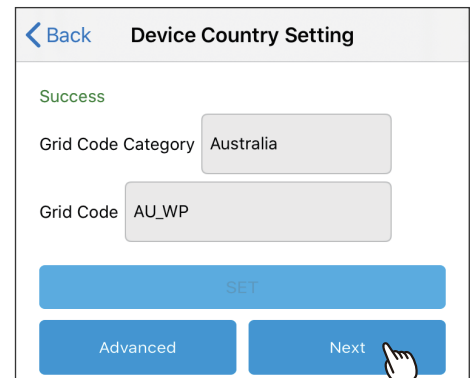 Back Device Country Setting
Success
Grid Code Category Australia
Grid Code AU_WP
SET
Advanced Next